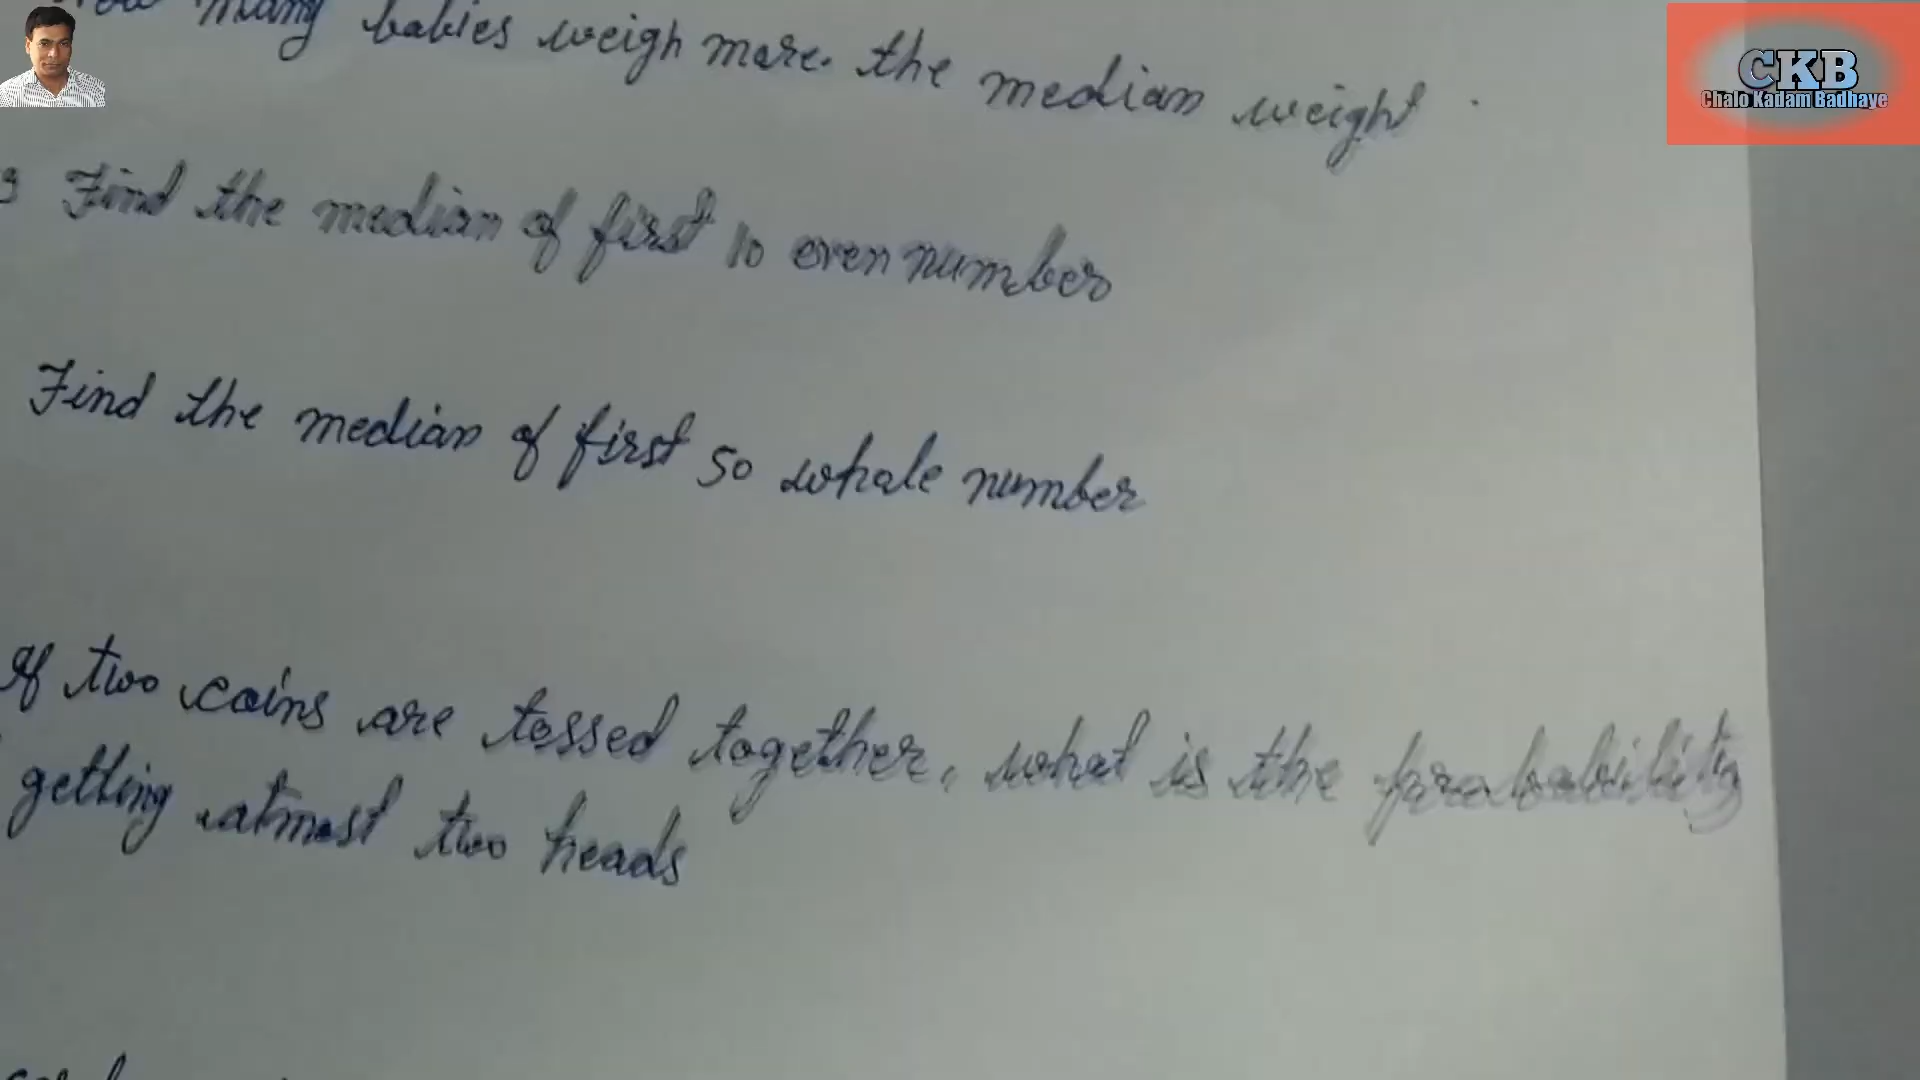 many babies weigh more. the median weight
CKB
Chalo Kadam Badhaye
3 Find the median of first 10 even number
Find the median of first 50 whole number
If two coins are tossed together, what is the probability
getting atmost two heads